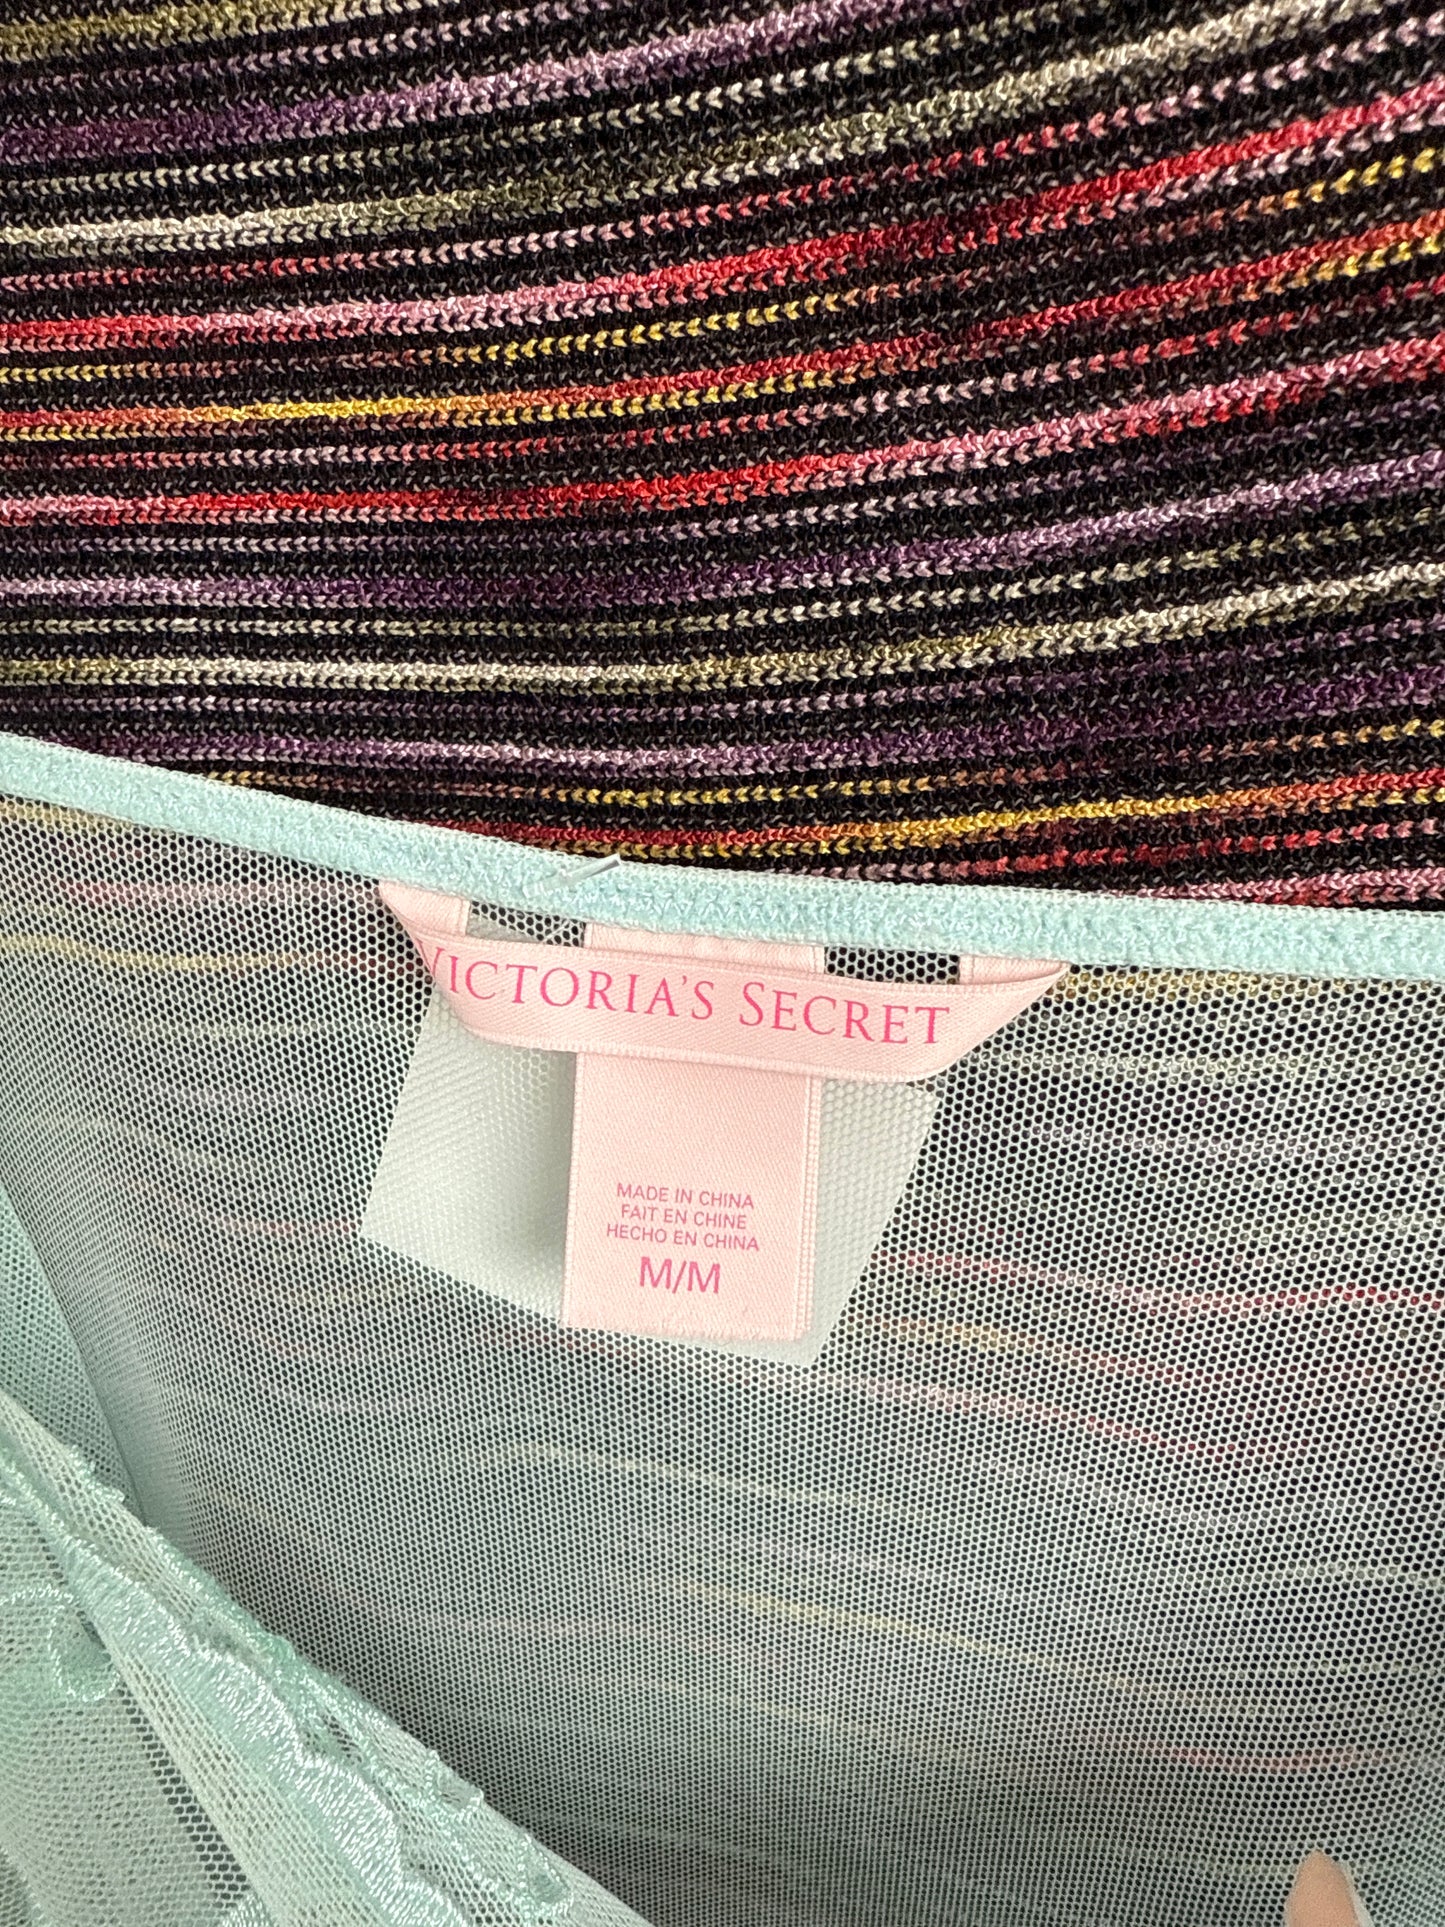 VICTORIA'S SECRET
MADE IN CHINA
FAIT EN CHINE
HECHO EN CHINA
M/M